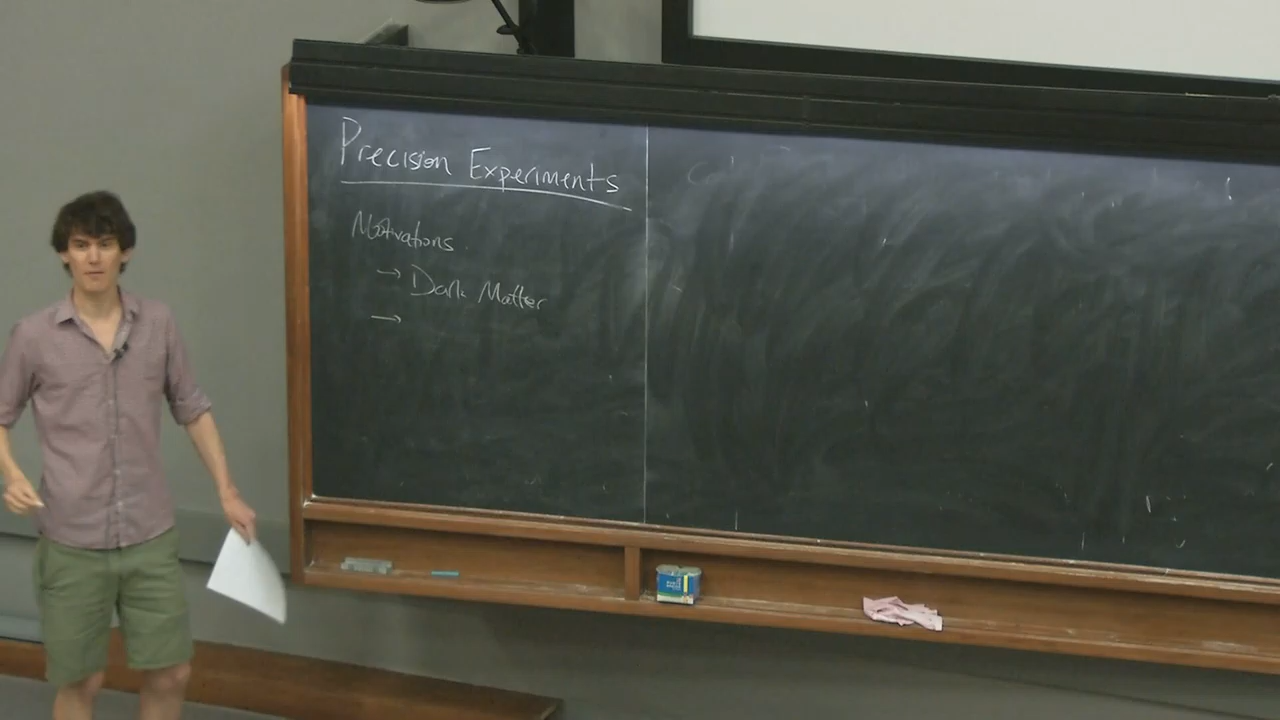 Precision Experiments
Motivations
→ Dark Matter
→